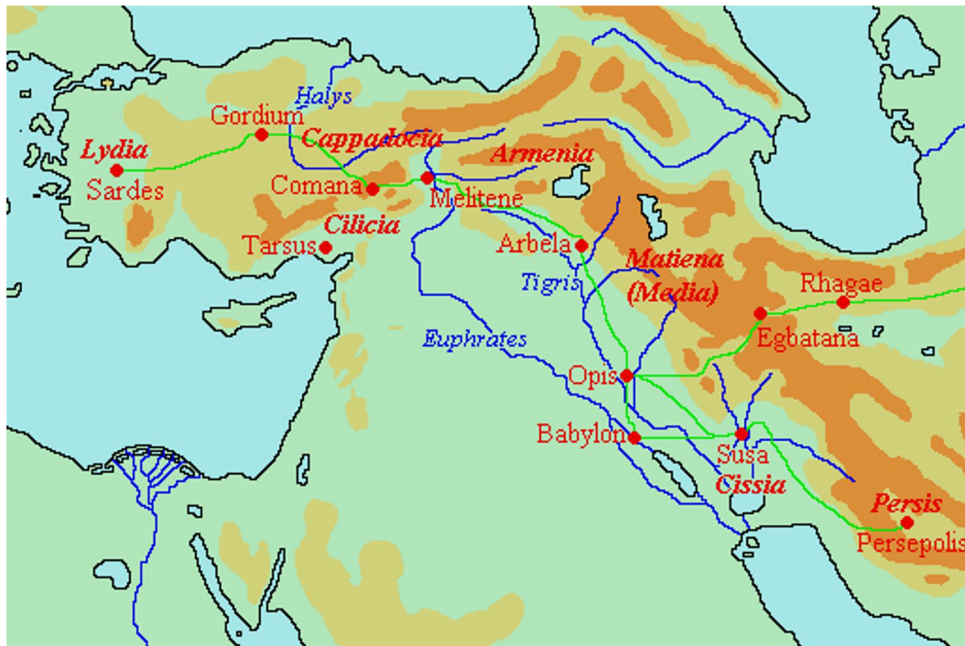 Halys
Gordium
Lydia
Cappadocia
Armenia
Sardes
Comana
Melitene
Cilicia
Tarsus
Arbela
Matiena
(Media)
Tigris
Rhagae
Euphrates
Egbatana
Opis
Babylon
Susa
Cissia
Persis
Persepolis